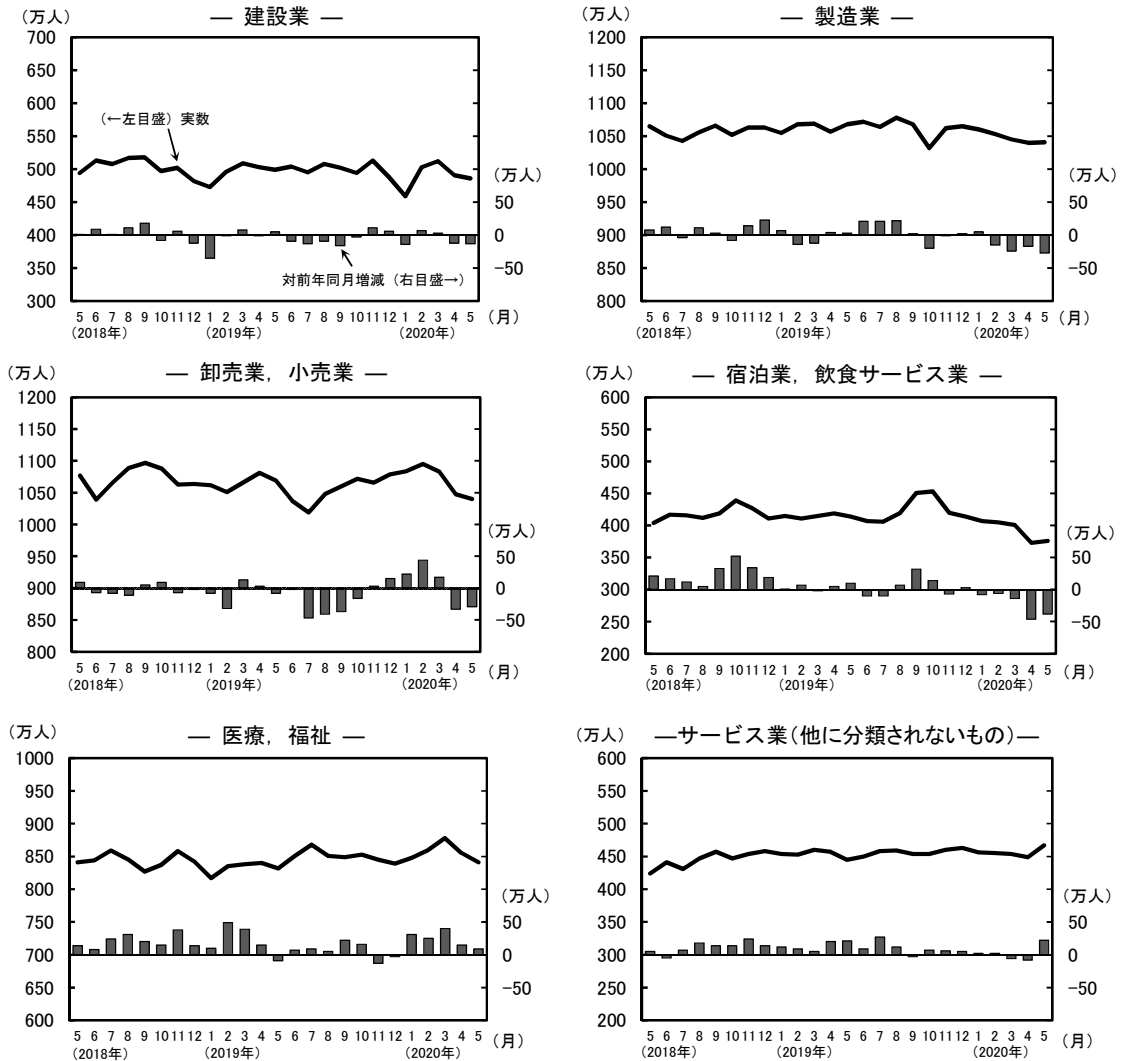 (万人)
― 建設業 ―
700
650
600
550
500
450
400
350
300
(←左目盛) 実数
(万人)
50
0
-50
対前年同月増減 (右目盛→)
5 6 7 8 9 10 11 12 1 2 3 4 5 6 7 8 9 10 11 12 1 2 3 4 5 (月)
(2018年) (2019年) (2020年)
(万人)
― 製造業 ―
1200
1150
1100
1050
1000
950
900
850
800
(万人)
50
0
-50
5 6 7 8 9 10 11 12 1 2 3 4 5 6 7 8 9 10 11 12 1 2 3 4 5 (月)
(2018年) (2019年) (2020年)
(万人)
― 卸売業，小売業 ―
1200
1150
1100
1050
1000
950
900
850
800
(万人)
50
0
-50
5 6 7 8 9 10 11 12 1 2 3 4 5 6 7 8 9 10 11 12 1 2 3 4 5 (月)
(2018年) (2019年) (2020年)
(万人)
― 宿泊業，飲食サービス業 ―
600
550
500
450
400
350
300
250
200
(万人)
50
0
-50
5 6 7 8 9 10 11 12 1 2 3 4 5 6 7 8 9 10 11 12 1 2 3 4 5 (月)
(2018年) (2019年) (2020年)
(万人)
― 医療，福祉 ―
1000
950
900
850
800
750
700
650
600
(万人)
50
0
-50
5 6 7 8 9 10 11 12 1 2 3 4 5 6 7 8 9 10 11 12 1 2 3 4 5 (月)
(2018年) (2019年) (2020年)
(万人)
―サービス業(他に分類されないもの)―
600
550
500
450
400
350
300
250
200
(万人)
50
0
-50
5 6 7 8 9 10 11 12 1 2 3 4 5 6 7 8 9 10 11 12 1 2 3 4 5 (月)
(2018年) (2019年) (2020年)